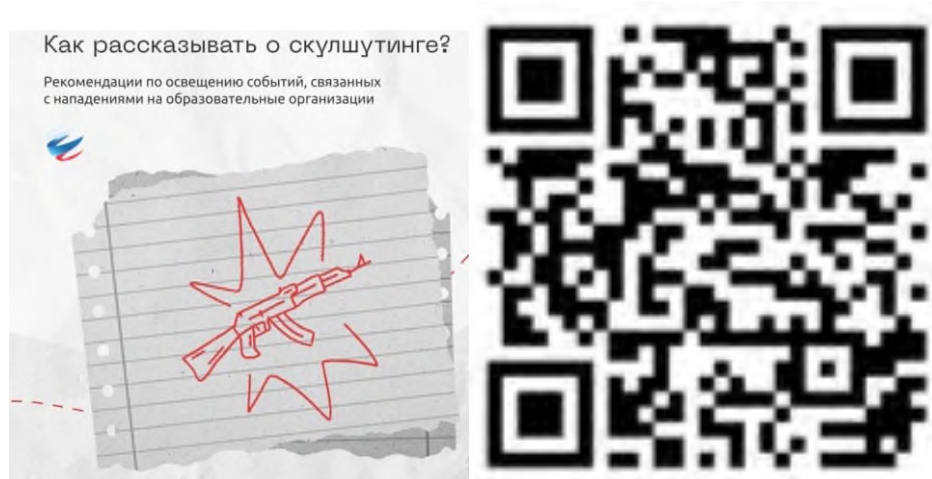 Как рассказывать о скулшутинге?
Рекомендации по освещению событий, связанных
с нападениями на образовательные организации